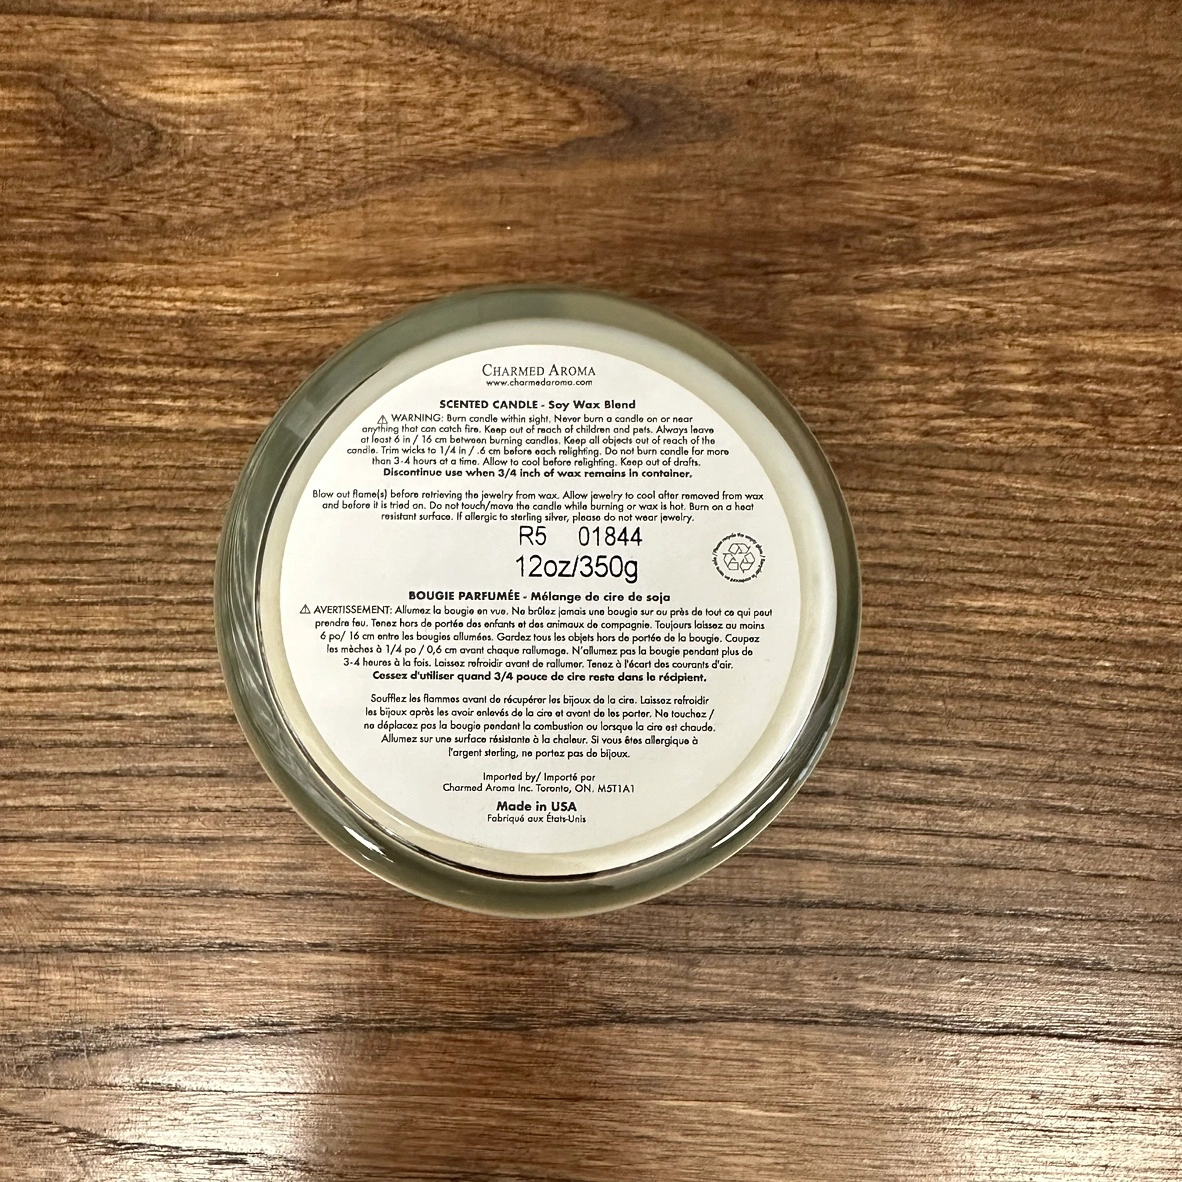 CHARMED AROMA
www.charmedaroma.com
SCENTED CANDLE - Soy Wax Blend
⚠ WARNING: Burn candle within sight. Never burn a candle on or near
anything that can catch fire. Keep out of reach of children and pets. Always leave
at least 6 in / 16 cm between burning candles. Keep all objects out of reach of the
candle. Trim wicks to 1/4 in / .6 cm before each relighting. Do not burn candle for more
than 3-4 hours at a time. Allow to cool before relighting. Keep out of drafts.
Discontinue use when 3/4 inch of wax remains in container.
Blow out flame(s) before retrieving the jewelry from wax. Allow jewelry to cool after removed from wax
and before it is tried on. Do not touch/move the candle while burning or wax is hot. Burn on a heat
resistant surface. If allergic to sterling silver, please do not wear jewelry.
R5 01844
12oz/350g
Please recycle the empty glass /
BOUGIE PARFUMÉE - Mélange de cire de soja
⚠ AVERTISSEMENT: Allumez la bougie en vue. Ne brûlez jamais une bougie sur ou près de tout ce qui peut
prendre feu. Tenez hors de portée des enfants et des animaux de compagnie. Toujours laissez au moins
6 po/ 16 cm entre les bougies allumées. Gardez tous les objets hors de portée de la bougie. Coupez
les mèches à 1/4 po / 0,6 cm avant chaque rallumage. N'allumez pas la bougie pendant plus de
3-4 heures à la fois. Laissez refroidir avant de rallumer. Tenez à l'écart des courants d'air.
Cessez d'utiliser quand 3/4 pouce de cire reste dans le récipient.
Soufflez les flammes avant de récupérer les bijoux de la cire. Laissez refroidir
les bijoux après les avoir enlevés de la cire et avant de les porter. Ne touchez /
ne déplacez pas la bougie pendant la combustion ou lorsque la cire est chaude.
Allumez sur une surface résistante à la chaleur. Si vous êtes allergique à
l'argent sterling, ne portez pas de bijoux.
Imported by/ Importé par
Charmed Aroma Inc. Toronto, ON. M5T1A1
Made in USA
Fabriqué aux États-Unis